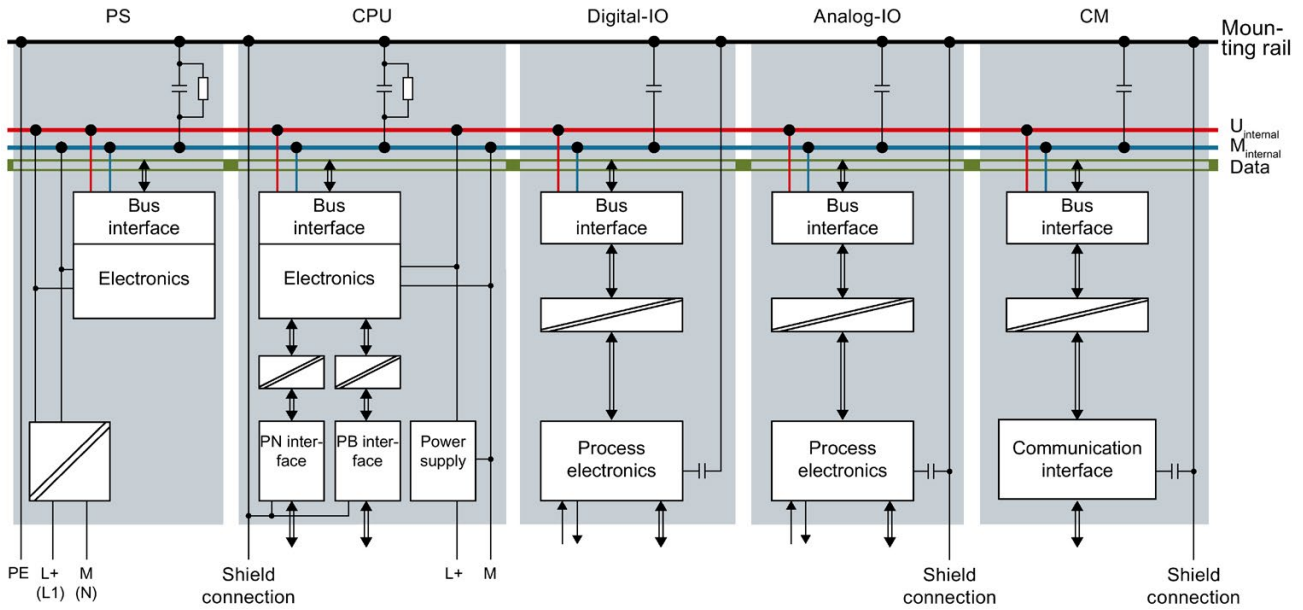 PS
CPU
Digital-IO
Analog-IO
CM
Moun-
ting rail
Uinternal
Minternal
Data
Bus
interface
Electronics
Bus
interface
Electronics
Bus
interface
Bus
interface
Bus
interface
PN inter-
face
PB inter-
face
Power
supply
Process
electronics
Process
electronics
Communication
interface
PE
L+
(L1)
M
(N)
Shield
connection
L+
M
Shield
connection
Shield
connection